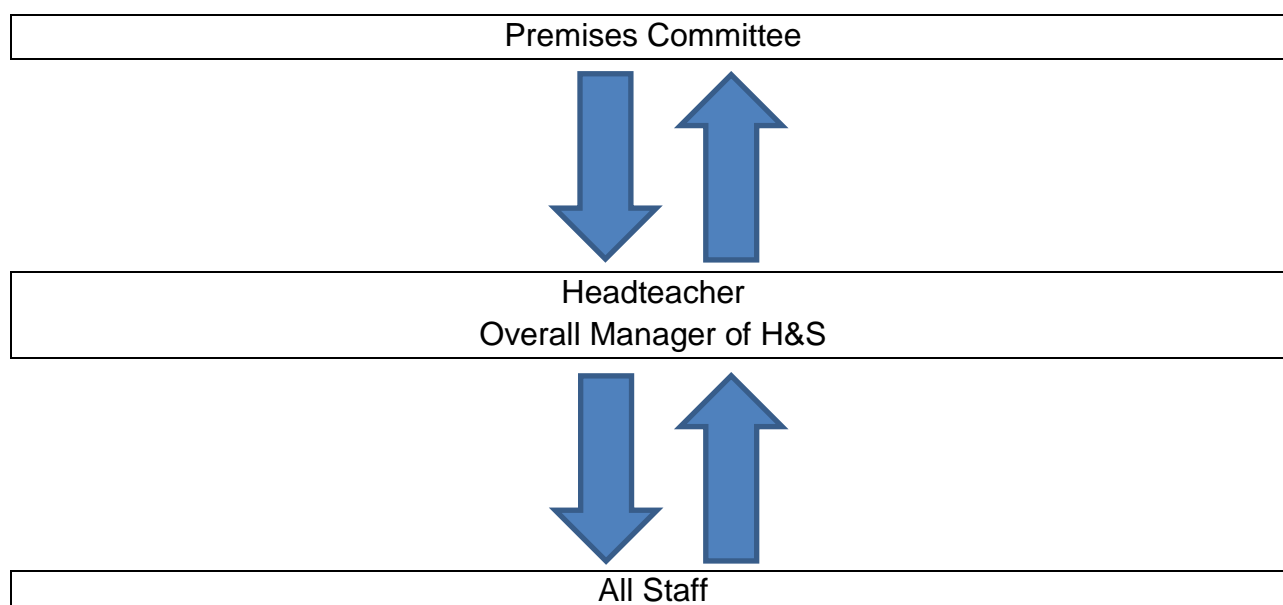 Premises Committee
Headteacher
Overall Manager of H&S
All Staff